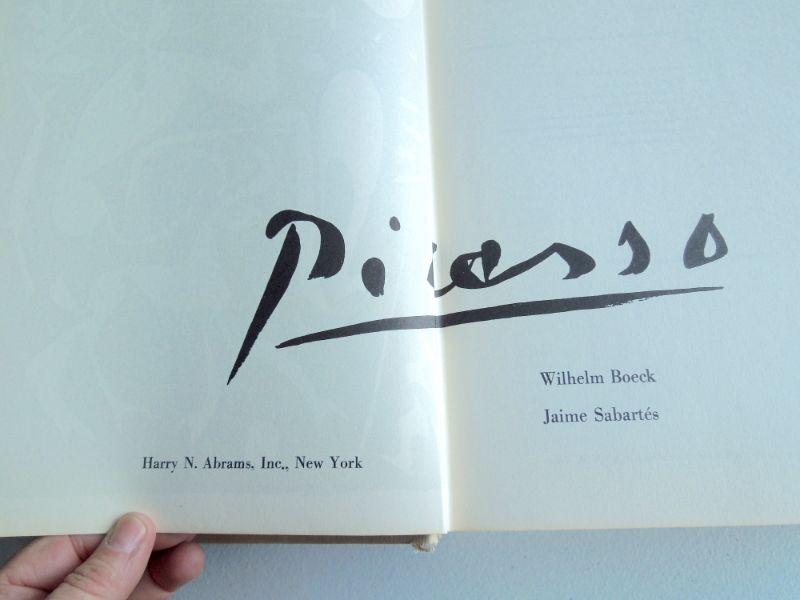 Picasso
Wilhelm Boeck
Jaime Sabartés
Harry N. Abrams, Inc., New York